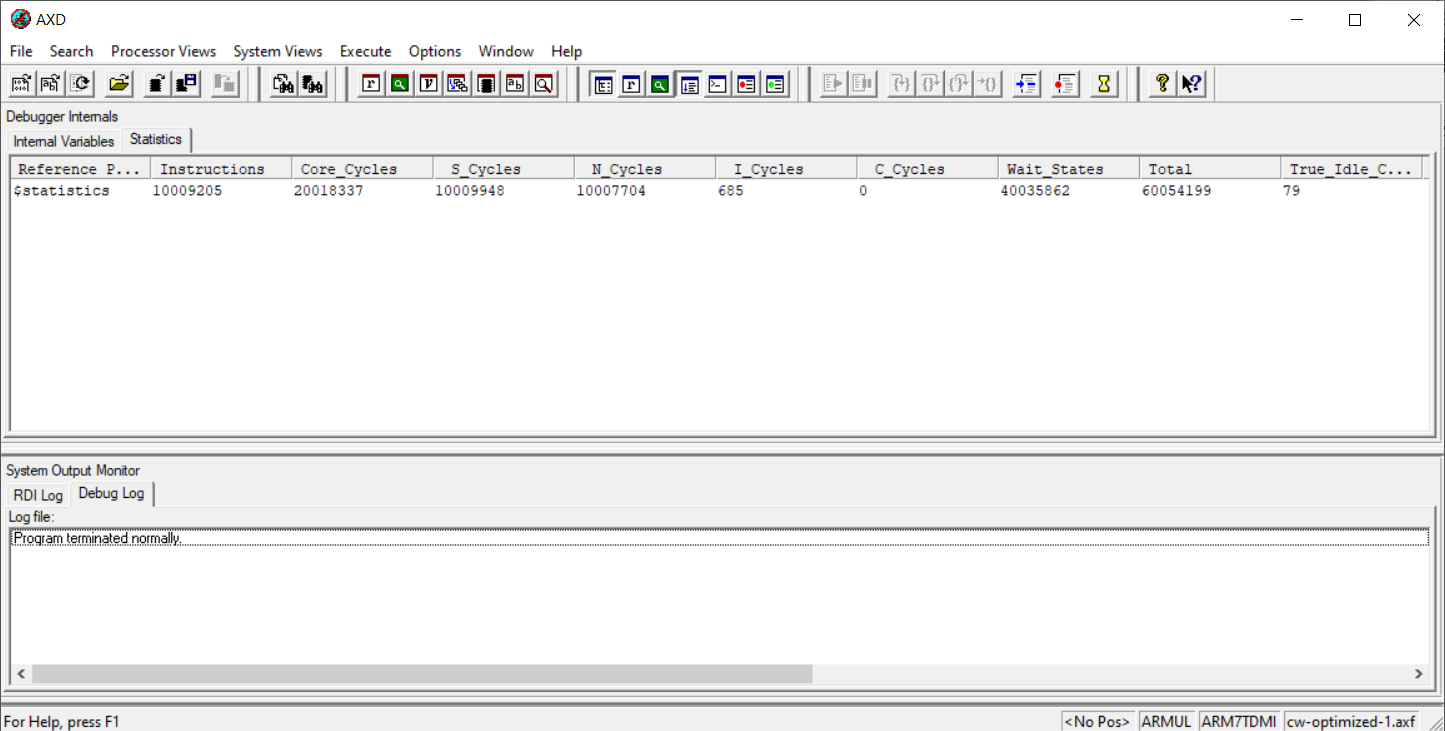 AXD
File Search Processor Views System Views Execute Options Window Help
Debugger Internals
Internal Variables Statistics
Reference P... Instructions Core_Cycles S_Cycles N_Cycles I_Cycles C_Cycles Wait_States Total True_Idle_C...
$statistics 10009205 20018337 10009948 10007704 685 0 40035862 60054199 79
System Output Monitor
RDI Log Debug Log
Log file:
Program terminated normally.
For Help, press F1 <No Pos> ARMUL ARM7TDMI cw-optimized-1.axf